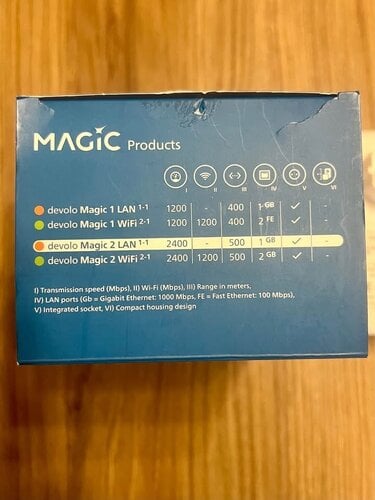 MAGIC Products
I II III IV V VI
devolo Magic 1 LAN 1-1 1200 - 400 1 GB ✓ -
devolo Magic 1 WiFi 2-1 1200 1200 400 2 FE ✓ -
devolo Magic 2 LAN 1-1 2400 - 500 1 GB ✓ -
devolo Magic 2 WiFi 2-1 2400 1200 500 2 GB ✓ -
I) Transmission speed (Mbps), II) Wi-Fi (Mbps), III) Range in meters,
IV) LAN ports (Gb = Gigabit Ethernet: 1000 Mbps, FE = Fast Ethernet: 100 Mbps),
V) Integrated socket, VI) Compact housing design